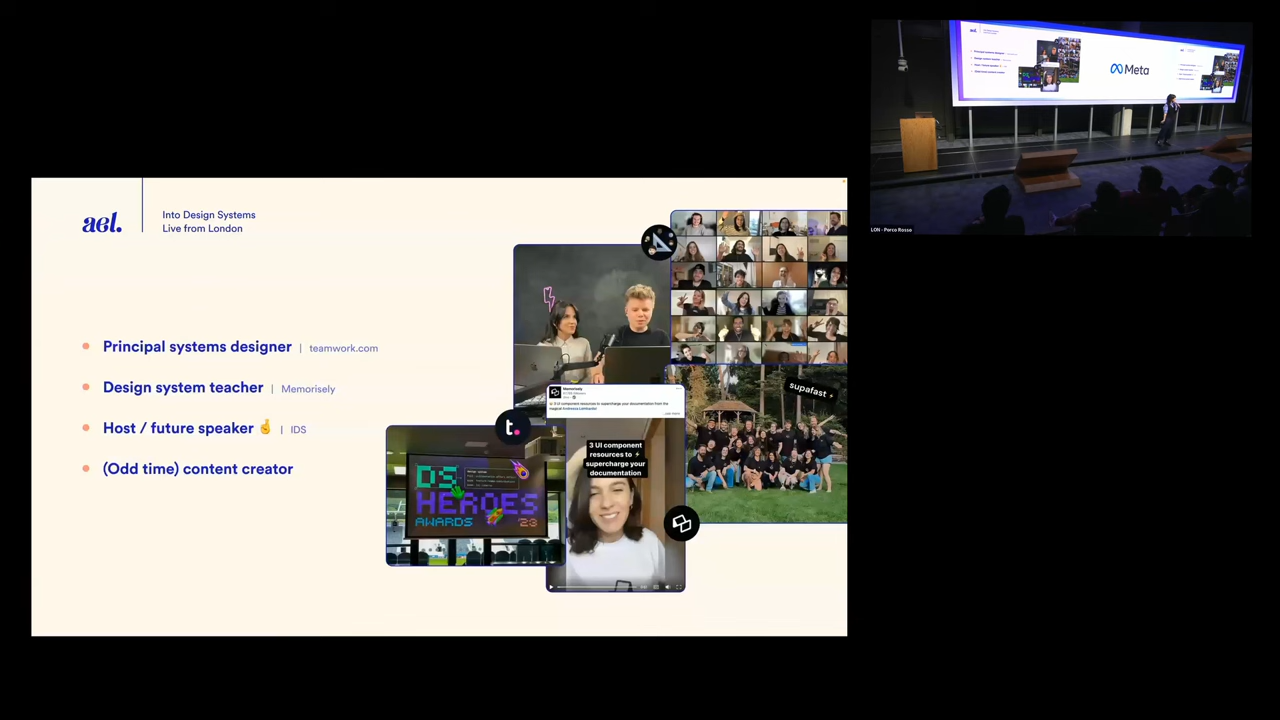 ael.
Into Design Systems
Live from London
Principal systems designer | teamwork.com
Design system teacher | Memorisely
Host / future speaker 🤞 | IDS
(Odd time) content creator
supafast ⚡
Memorisely
3 UI component
resources to ⚡
supercharge your
documentation
t.
DS
HEROES
AWARDS '23
Meta
LON - Porco Rosso